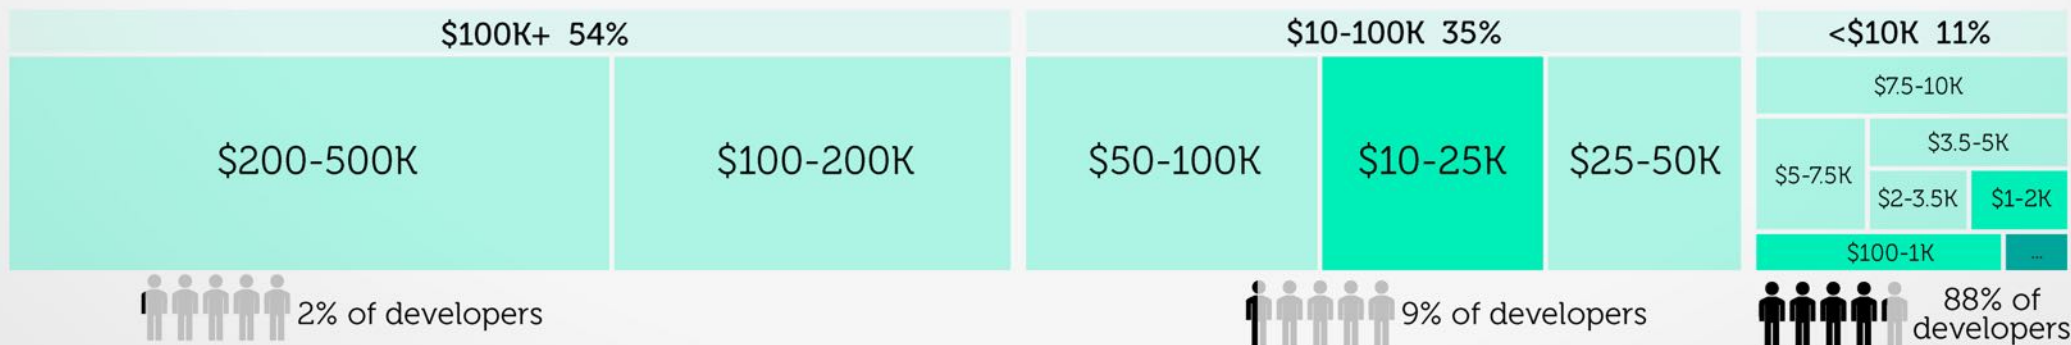 $100K+ 54%
$10-100K 35%
<$10K 11%
$200-500K
$100-200K
$50-100K
$10-25K
$25-50K
$7.5-10K
$5-7.5K
$3.5-5K
$2-3.5K
$1-2K
$100-1K
...
2% of developers
9% of developers
88% of
developers